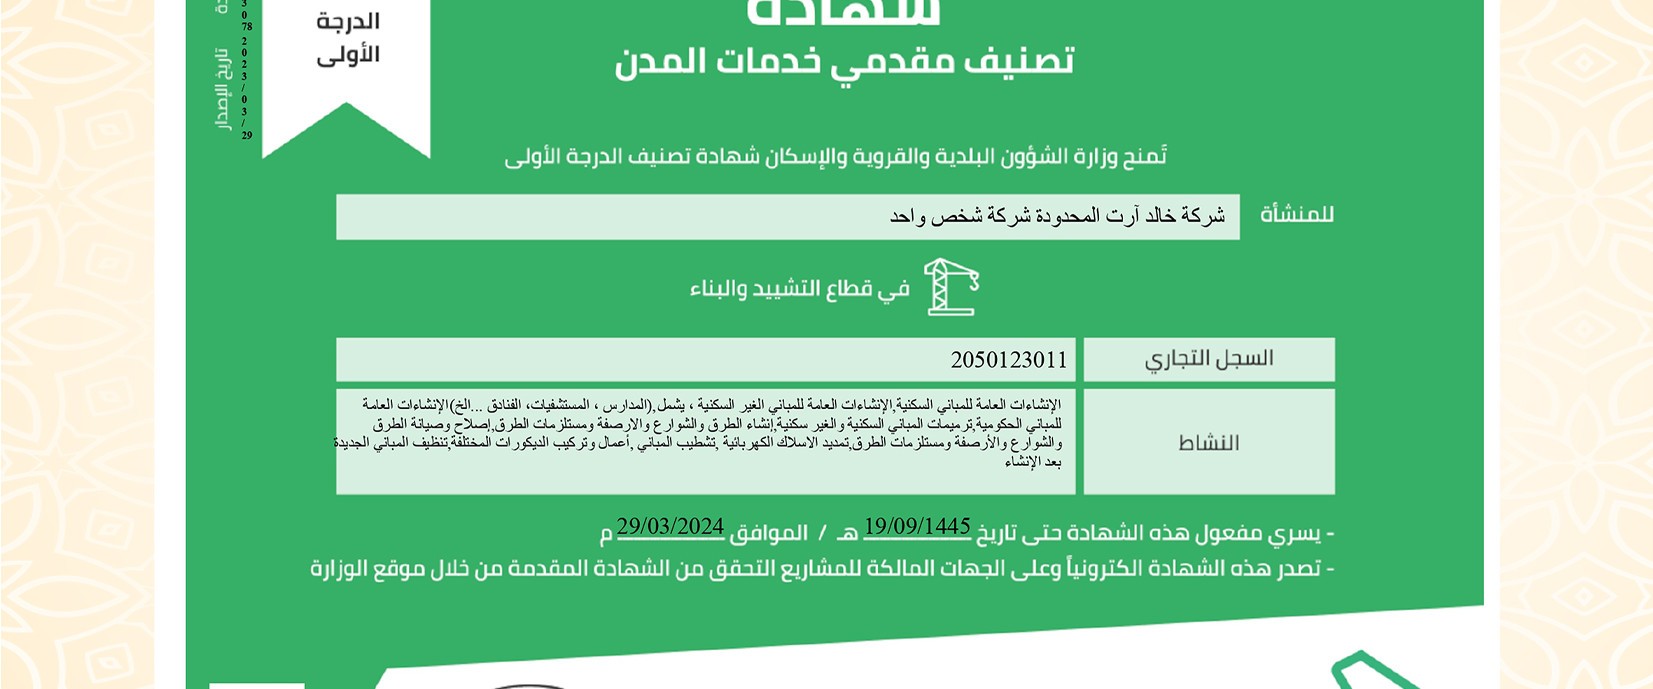 شهادة
تصنيف مقدمي خدمات المدن
الدرجة
الأولى
تاريخ الإصدار
2023/03/29
تمنح وزارة الشؤون البلدية والقروية والإسكان شهادة تصنيف الدرجة الأولى
للمنشأة
شركة خالد آرت المحدودة شركة شخص واحد
في قطاع التشييد والبناء
السجل التجاري
2050123011
النشاط
الإنشاءات العامة للمباني السكنية,الإنشاءات العامة للمباني الغير السكنية ، يشمل,(المدارس ، المستشفيات، الفنادق ...الخ)الإنشاءات العامة
للمباني الحكومية,ترميمات المباني السكنية والغير سكنية,إنشاء الطرق والشوارع والارصفة ومستلزمات الطرق,إصلاح وصيانة الطرق
والشوارع والأرصفة ومستلزمات الطرق,تمديد الاسلاك الكهربائية ,تشطيب المباني ,أعمال وتركيب الديكورات المختلفة,تنظيف المباني الجديدة
بعد الإنشاء
- يسري مفعول هذه الشهادة حتى تاريخ 19/09/1445 هـ / الموافق 29/03/2024 م
- تصدر هذه الشهادة الكترونياً وعلى الجهات المالكة للمشاريع التحقق من الشهادة المقدمة من خلال موقع الوزارة